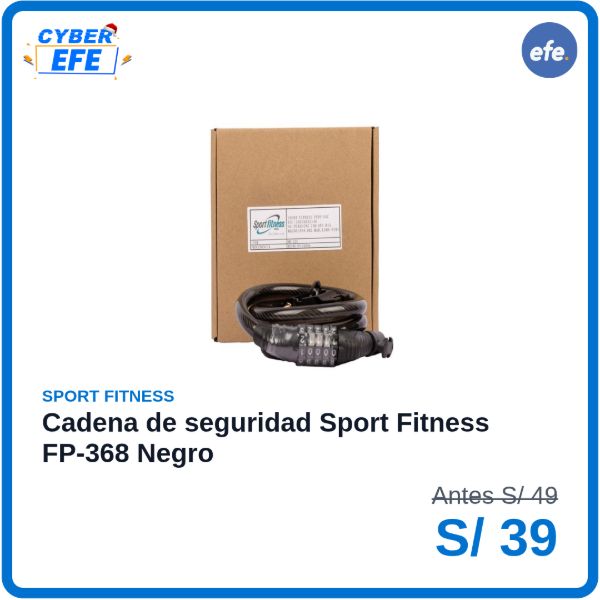 CYBER
EFE
efe.
Sport fitness
SPORT FITNESS
Cadena de seguridad Sport Fitness
FP-368 Negro
Antes S/ 49
S/ 39